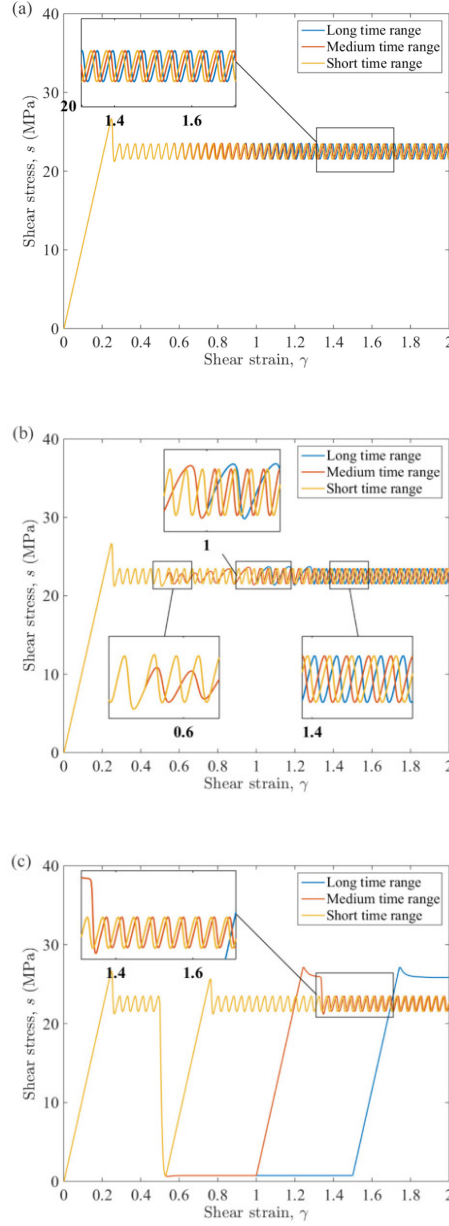 (a)
40
30
20
10
0
Shear stress, s (MPa)
Long time range
Medium time range
Short time range
20
1.4 1.6
0 0.2 0.4 0.6 0.8 1 1.2 1.4 1.6 1.8 2
Shear strain, γ
(b)
40
30
20
10
0
Shear stress, s (MPa)
Long time range
Medium time range
Short time range
1
0.6
1.4
0 0.2 0.4 0.6 0.8 1 1.2 1.4 1.6 1.8 2
Shear strain, γ
(c)
40
30
20
10
0
Shear stress, s (MPa)
Long time range
Medium time range
Short time range
1.4 1.6
0 0.2 0.4 0.6 0.8 1 1.2 1.4 1.6 1.8 2
Shear strain, γ